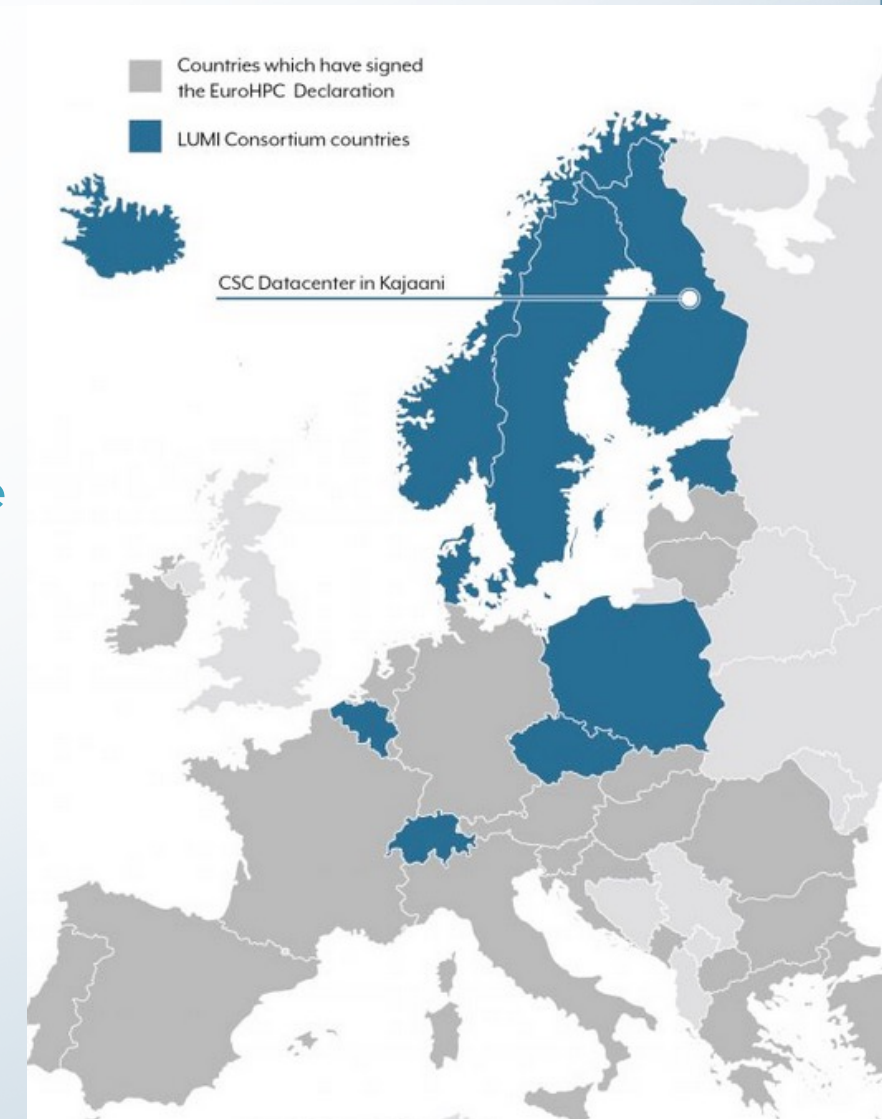 Countries which have signed
the EuroHPC Declaration
LUMI Consortium countries
CSC Datacenter in Kajaani
e